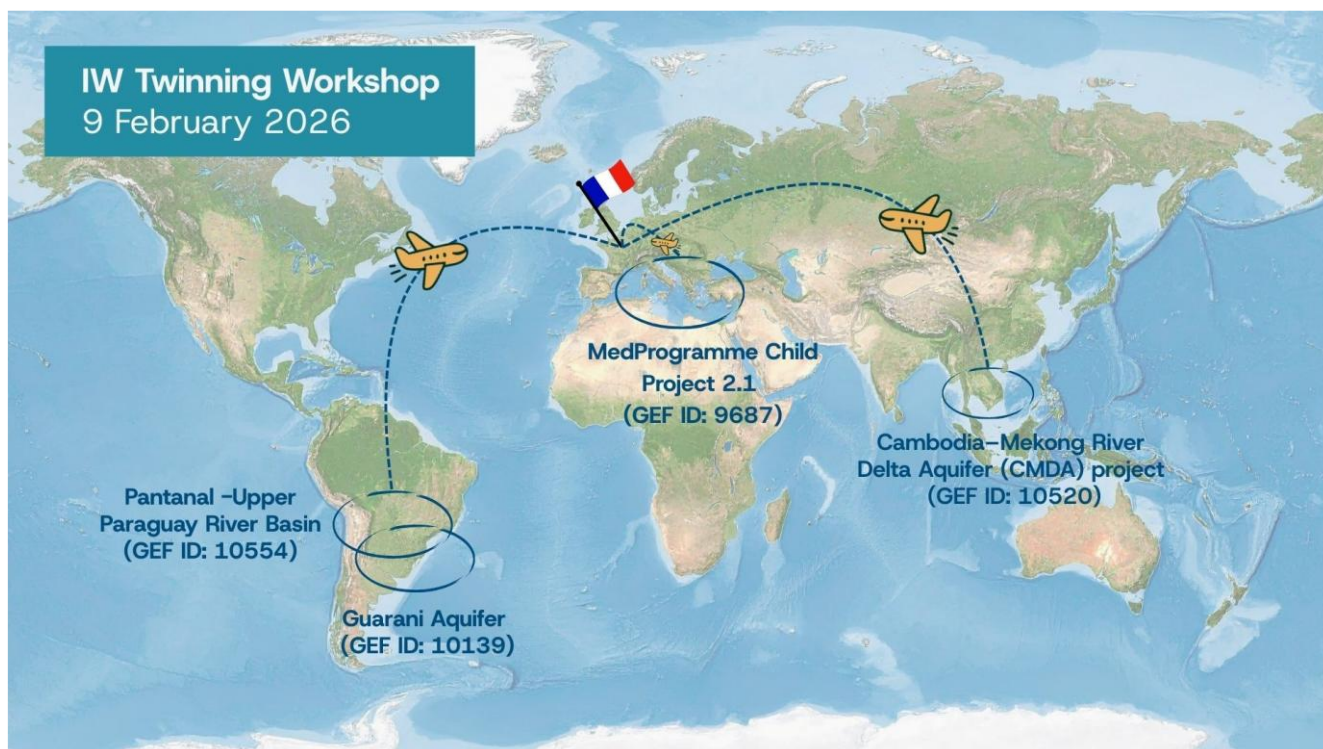 IW Twinning Workshop
9 February 2026
MedProgramme Child
Project 2.1
(GEF ID: 9687)
Cambodia–Mekong River
Delta Aquifer (CMDA) project
(GEF ID: 10520)
Pantanal -Upper
Paraguay River Basin
(GEF ID: 10554)
Guarani Aquifer
(GEF ID: 10139)